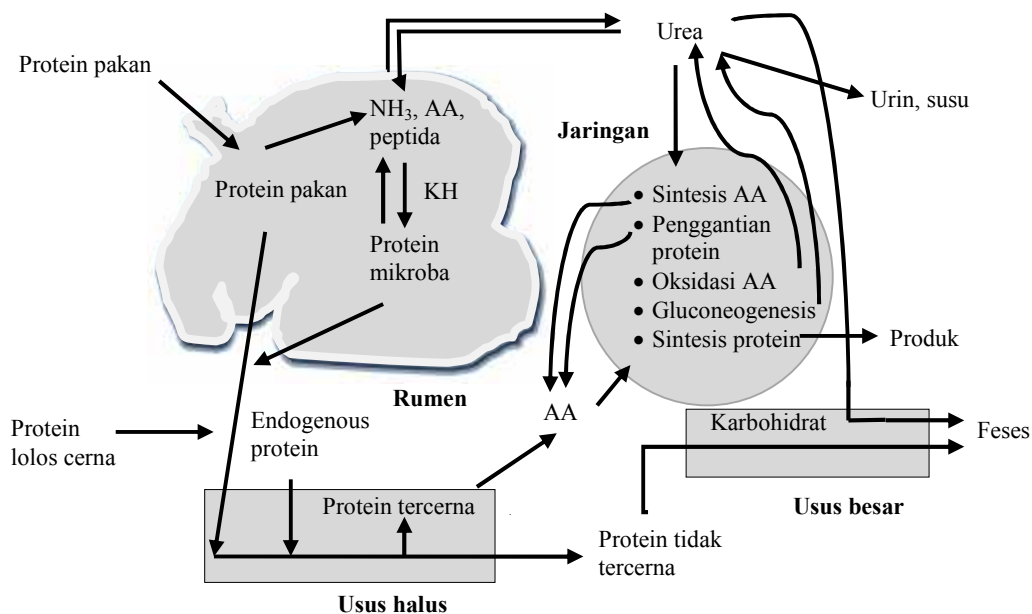 Urea
Protein pakan
Urin, susu
NH₃, AA,
peptida
Jaringan
Protein pakan
KH
• Sintesis AA
• Penggantian
protein
Protein
mikroba
• Oksidasi AA
• Gluconeogenesis
• Sintesis protein
Produk
Rumen
AA
Karbohidrat
Endogenous
protein
Protein
lolos cerna
Feses
Protein tercerna
Usus besar
Protein tidak
tercerna
Usus halus